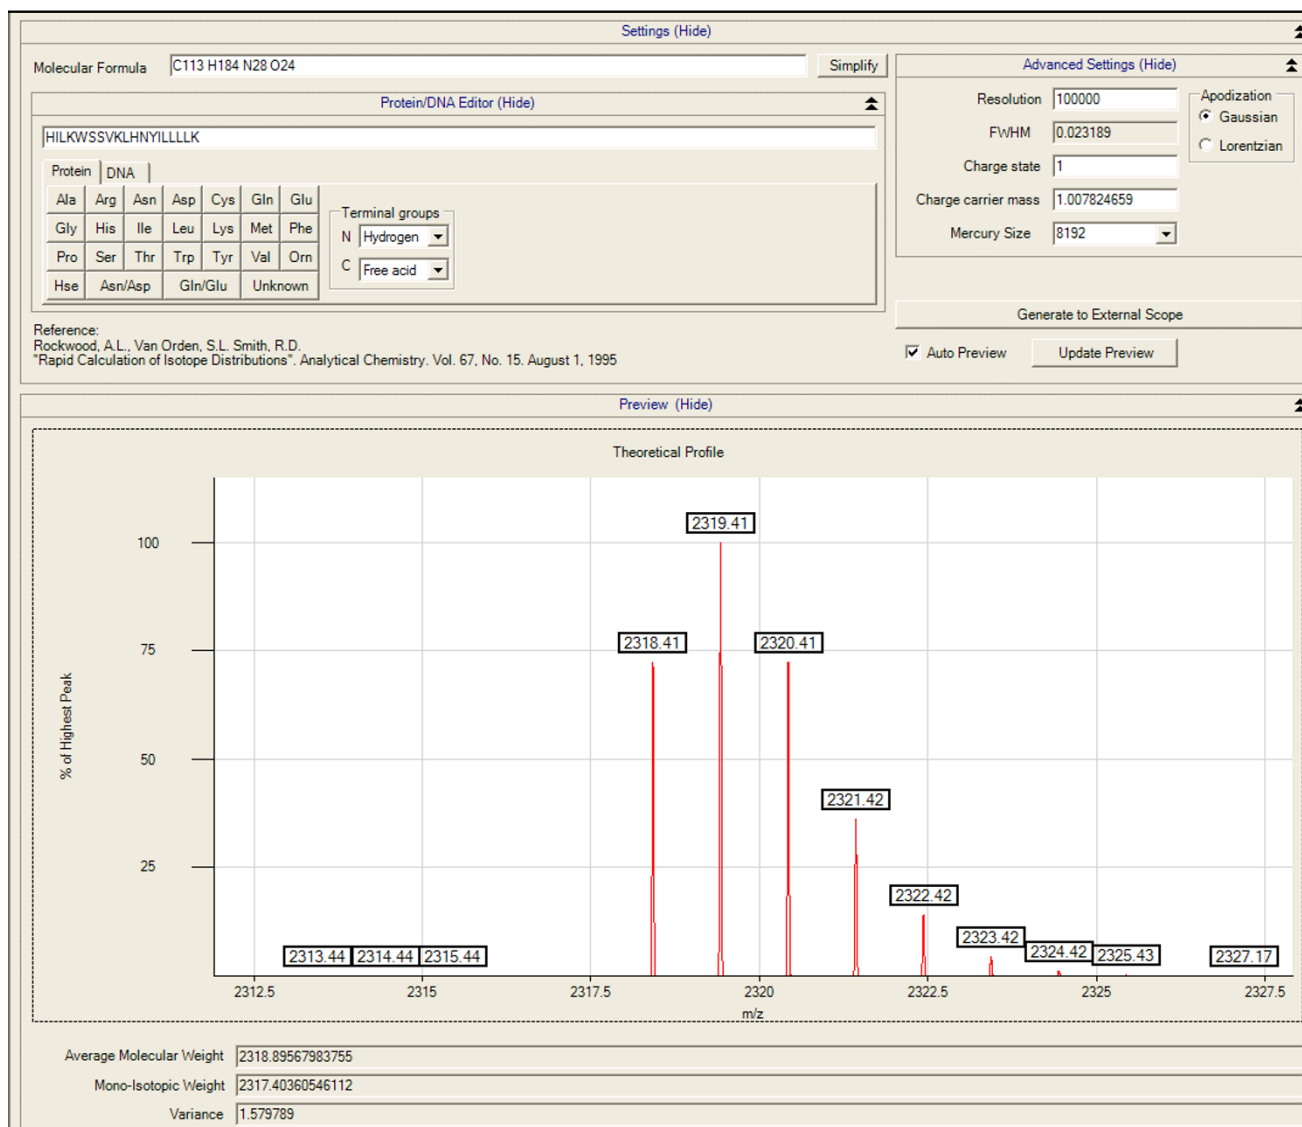 Settings (Hide)
Molecular Formula C113 H184 N28 O24 Simplify
Protein/DNA Editor (Hide)
HILKWSSVKLHNYILLLLK
Protein DNA
Ala Arg Asn Asp Cys Gln Glu
Gly His Ile Leu Lys Met Phe
Pro Ser Thr Trp Tyr Val Orn
Hse Asn/Asp Gln/Glu Unknown
Terminal groups
N Hydrogen
C Free acid
Advanced Settings (Hide)
Resolution 100000
FWHM 0.023189
Charge state 1
Charge carrier mass 1.007824659
Mercury Size 8192
Apodization
Gaussian
Lorentzian
Reference:
Rockwood, A.L., Van Orden, S.L. Smith, R.D.
"Rapid Calculation of Isotope Distributions". Analytical Chemistry. Vol. 67, No. 15. August 1, 1995
Generate to External Scope
Auto Preview Update Preview
Preview (Hide)
Theoretical Profile
% of Highest Peak
100
75
50
25
2319.41
2318.41 2320.41
2321.42
2322.42
2323.42
2313.44 2314.44 2315.44 2324.42 2325.43 2327.17
2312.5 2315 2317.5 2320 2322.5 2325 2327.5
m/z
Average Molecular Weight 2318.89567983755
Mono-Isotopic Weight 2317.40360546112
Variance 1.579789